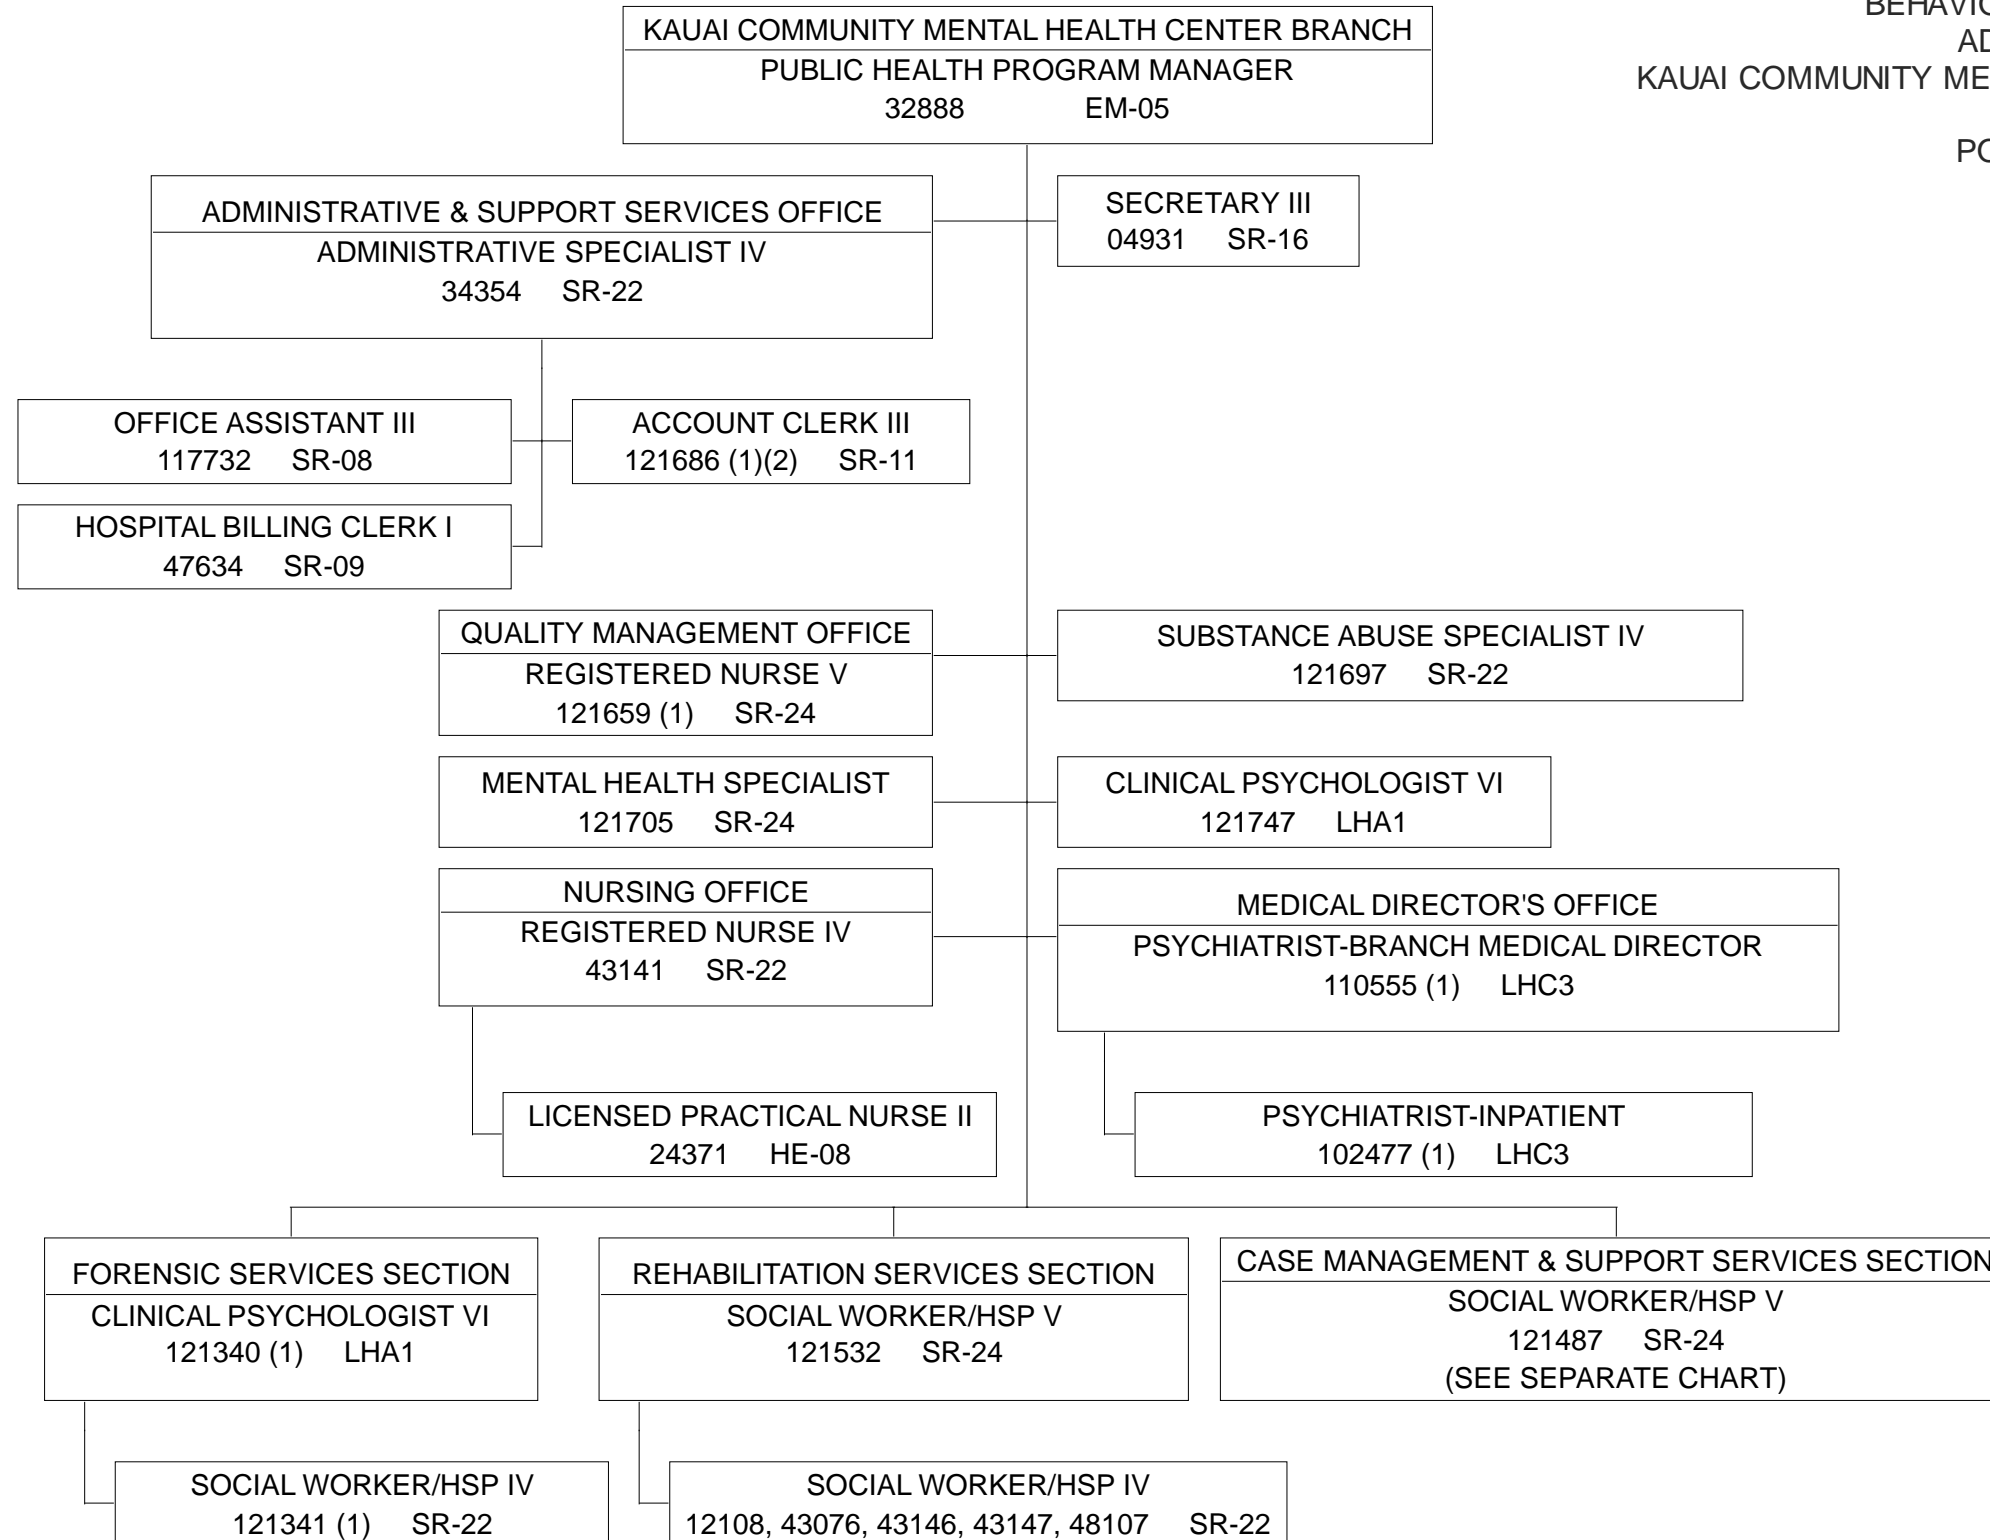 BEHAVIO
AD
KAUAI COMMUNITY ME
PO
KAUAI COMMUNITY MENTAL HEALTH CENTER BRANCH
PUBLIC HEALTH PROGRAM MANAGER
32888 EM-05
ADMINISTRATIVE & SUPPORT SERVICES OFFICE
ADMINISTRATIVE SPECIALIST IV
34354 SR-22
SECRETARY III
04931 SR-16
OFFICE ASSISTANT III
117732 SR-08
ACCOUNT CLERK III
121686 (1)(2) SR-11
HOSPITAL BILLING CLERK I
47634 SR-09
QUALITY MANAGEMENT OFFICE
REGISTERED NURSE V
121659 (1) SR-24
SUBSTANCE ABUSE SPECIALIST IV
121697 SR-22
MENTAL HEALTH SPECIALIST
121705 SR-24
CLINICAL PSYCHOLOGIST VI
121747 LHA1
NURSING OFFICE
REGISTERED NURSE IV
43141 SR-22
MEDICAL DIRECTOR'S OFFICE
PSYCHIATRIST-BRANCH MEDICAL DIRECTOR
110555 (1) LHC3
LICENSED PRACTICAL NURSE II
24371 HE-08
PSYCHIATRIST-INPATIENT
102477 (1) LHC3
FORENSIC SERVICES SECTION
CLINICAL PSYCHOLOGIST VI
121340 (1) LHA1
REHABILITATION SERVICES SECTION
SOCIAL WORKER/HSP V
121532 SR-24
CASE MANAGEMENT & SUPPORT SERVICES SECTION
SOCIAL WORKER/HSP V
121487 SR-24
(SEE SEPARATE CHART)
SOCIAL WORKER/HSP IV
121341 (1) SR-22
SOCIAL WORKER/HSP IV
12108, 43076, 43146, 43147, 48107 SR-22